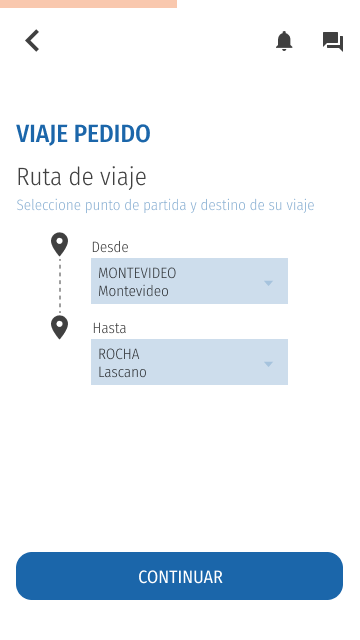 VIAJE PEDIDO
Ruta de viaje
Seleccione punto de partida y destino de su viaje
Desde
MONTEVIDEO
Montevideo
Hasta
ROCHA
Lascano
CONTINUAR